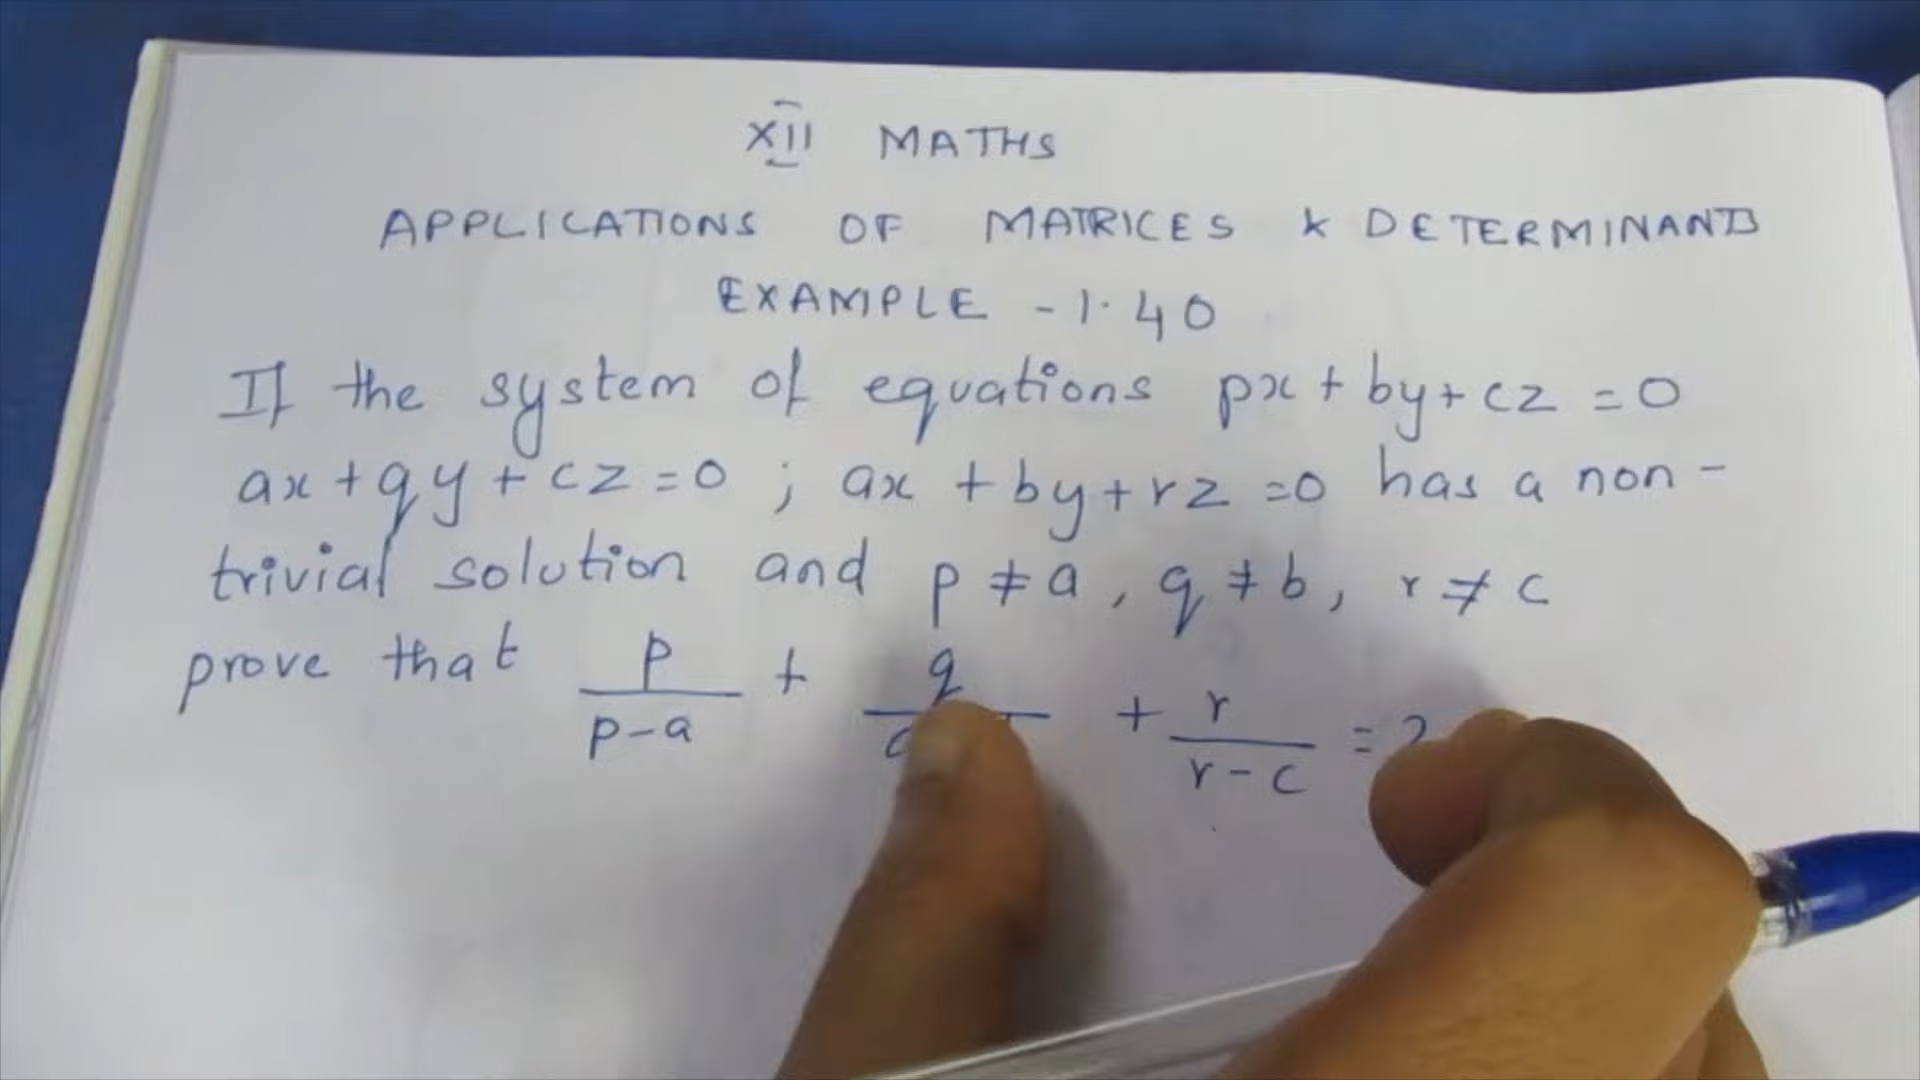 XII MATHS
APPLICATIONS OF MATRICES & DETERMINANTS
EXAMPLE - 1.40
If the system of equations px + by + cz = 0
ax + qy + cz = 0 ; ax + by + rz = 0 has a non -
trivial solution and p ≠ a , q ≠ b, r ≠ c
prove that p/p-a + q/ + r/r-c = 2